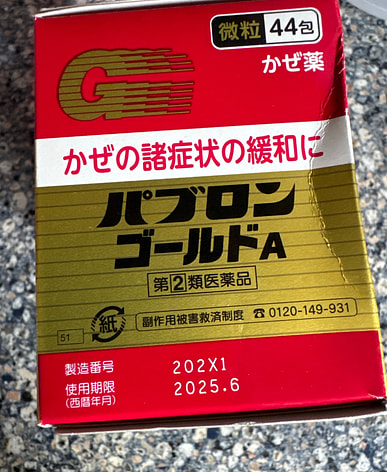 微粒 44包
かぜ薬
G
かぜの諸症状の緩和に
パブロン
ゴールドA
第②類医薬品
紙
51
副作用被害救済制度 ☎ 0120-149-931
製造番号 202X1
使用期限 2025.6
(西暦年月)